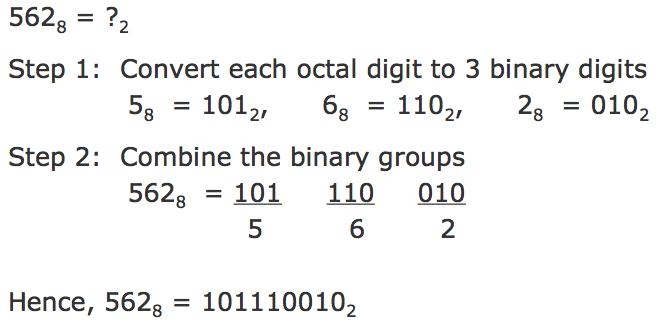 562₈ = ?₂
Step 1: Convert each octal digit to 3 binary digits
5₈ = 101₂, 6₈ = 110₂, 2₈ = 010₂
Step 2: Combine the binary groups
562₈ = 101 110 010
5 6 2
Hence, 562₈ = 101110010₂